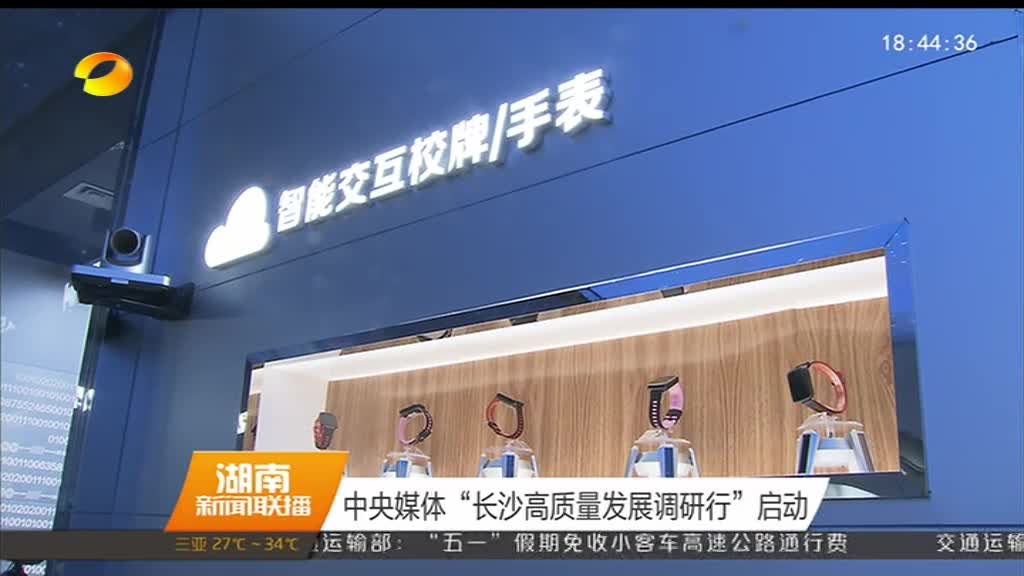 18:44:36
智能交互校牌/手表
湖南
新闻联播
中央媒体“长沙高质量发展调研行”启动
三亚 27℃～34℃
运输部：“五一”假期免收小客车高速公路通行费
交通运输